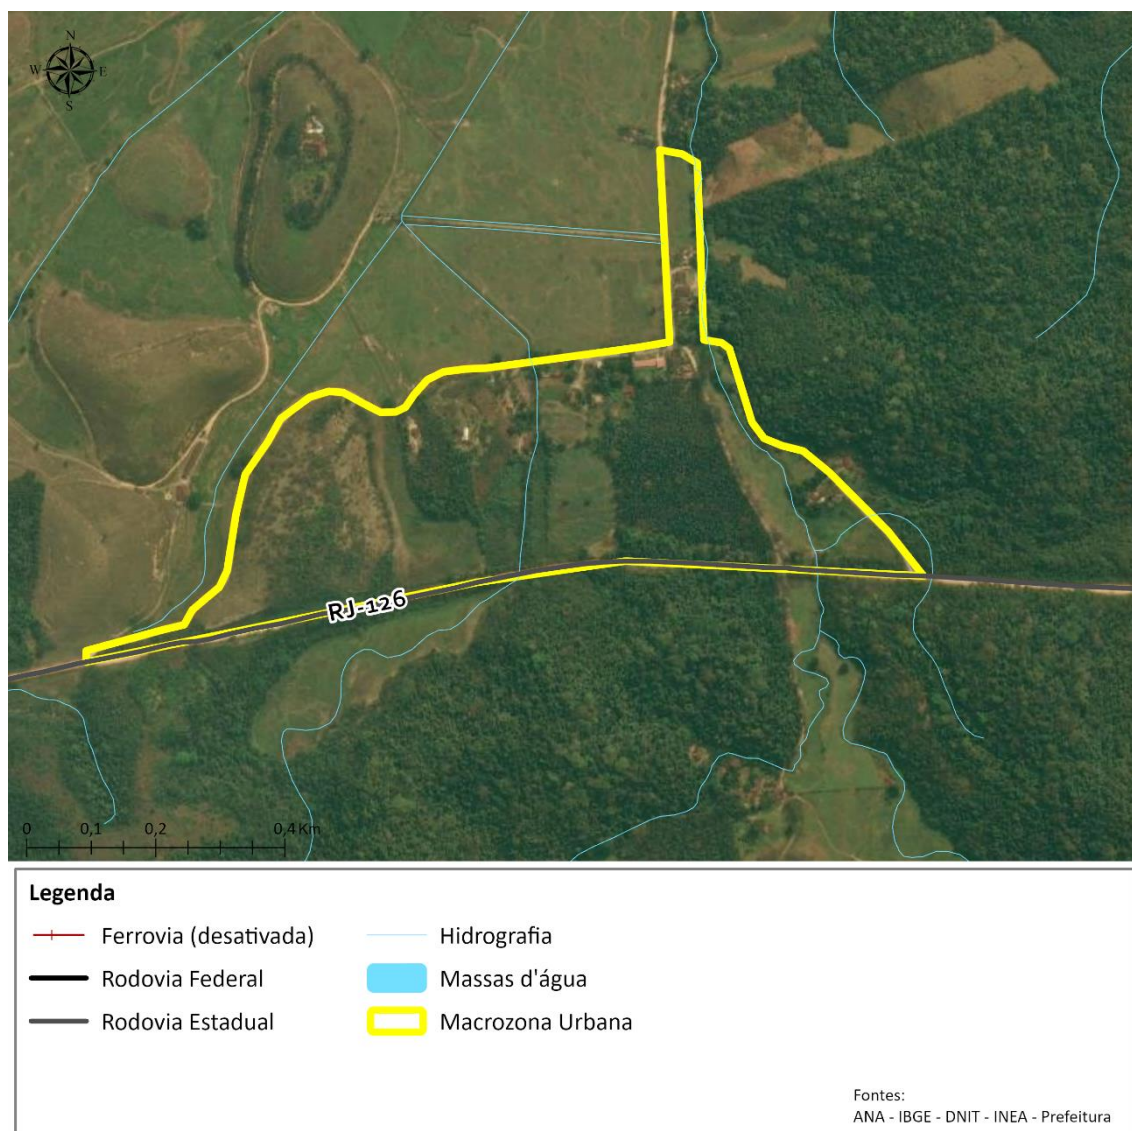 N
W E
S
RJ-126
0 0,1 0,2 0,4 Km
Legenda
Ferrovia (desativada)
Hidrografia
Rodovia Federal
Massas d'água
Rodovia Estadual
Macrozona Urbana
Fontes:
ANA - IBGE - DNIT - INEA - Prefeitura